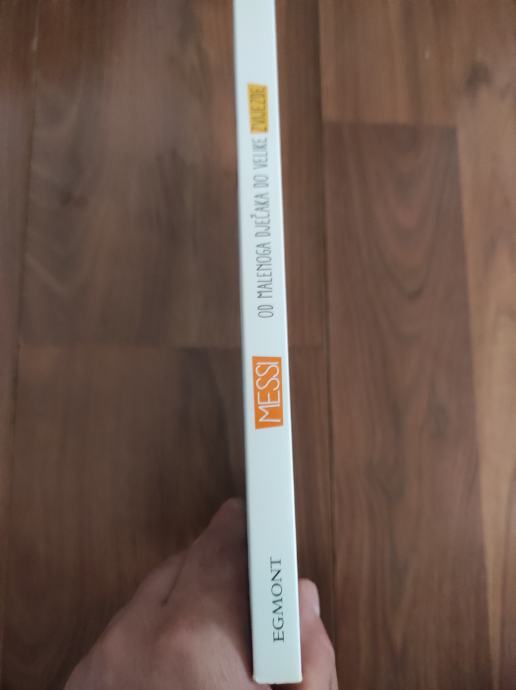 EGMONT
MESSI OD MALENOGA DJEČAKA DO VELIKE ZVIJEZDE